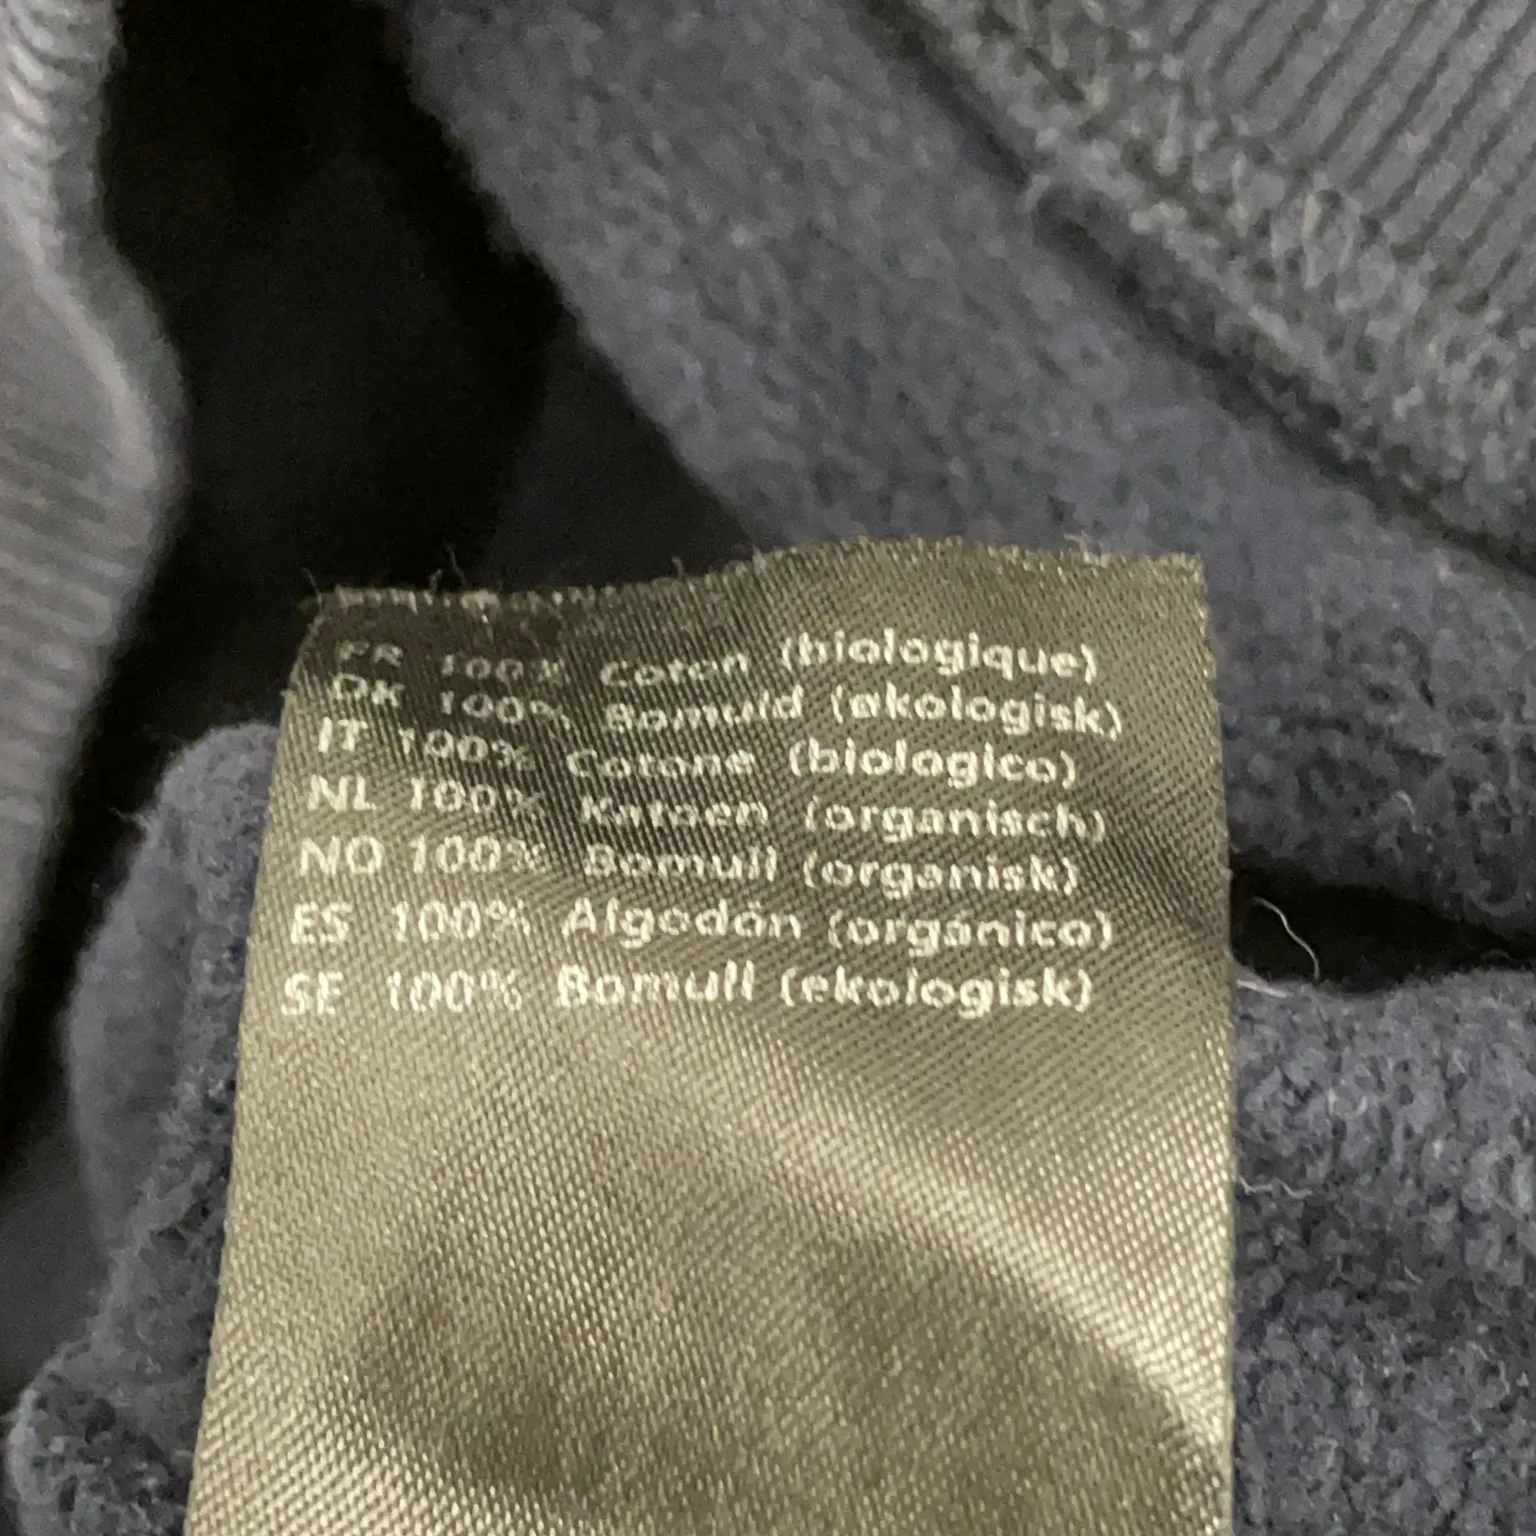 FR 100% Coton (biologique)
DK 100% Bomuld (økologisk)
IT 100% Cotone (biologico)
NL 100% Katoen (organisch)
NO 100% Bomull (organisk)
ES 100% Algodón (orgánico)
SE 100% Bomull (ekologisk)